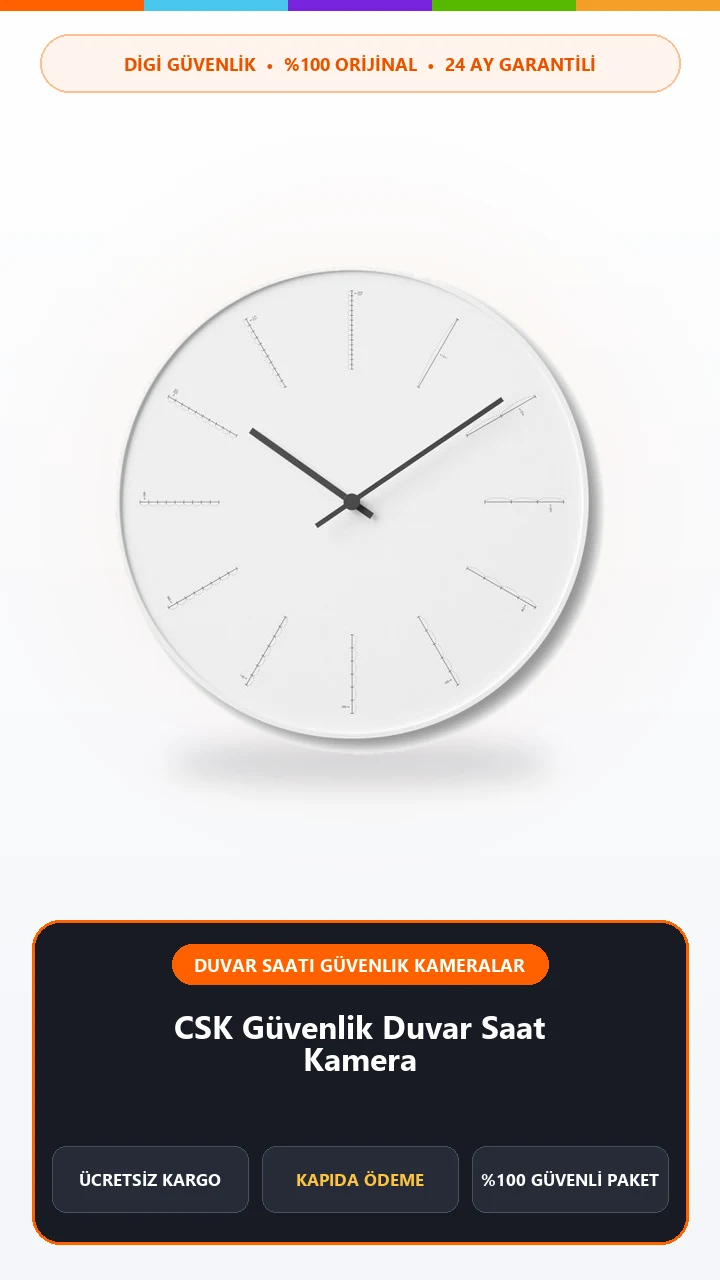 DİGİ GÜVENLİK • %100 ORİJİNAL • 24 AY GARANTİLİ
DUVAR SAATI GÜVENLIK KAMERALAR
CSK Güvenlik Duvar Saat
Kamera
ÜCRETSİZ KARGO
KAPIDA ÖDEME
%100 GÜVENLİ PAKET